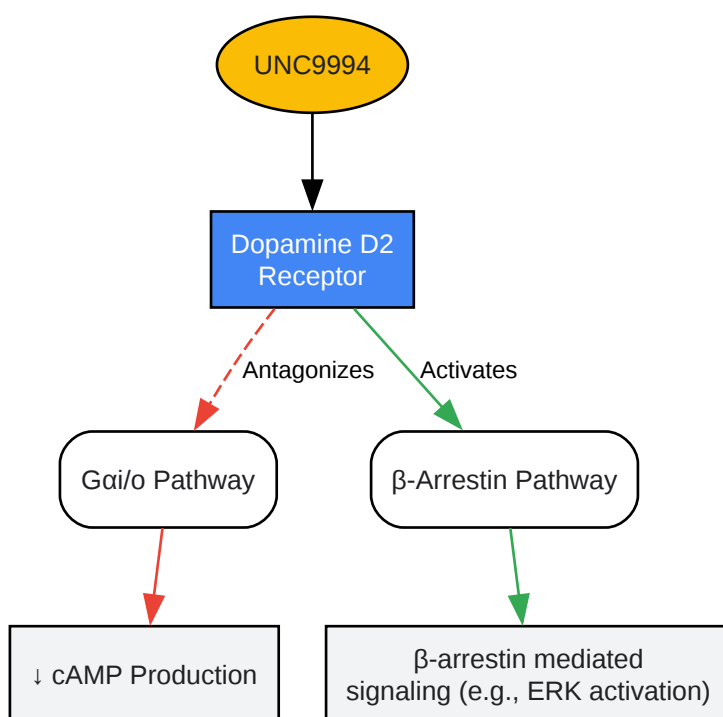 UNC9994
Dopamine D2
Receptor
Antagonizes
Activates
Gαi/o Pathway
β-Arrestin Pathway
↓ cAMP Production
β-arrestin mediated
signaling (e.g., ERK activation)